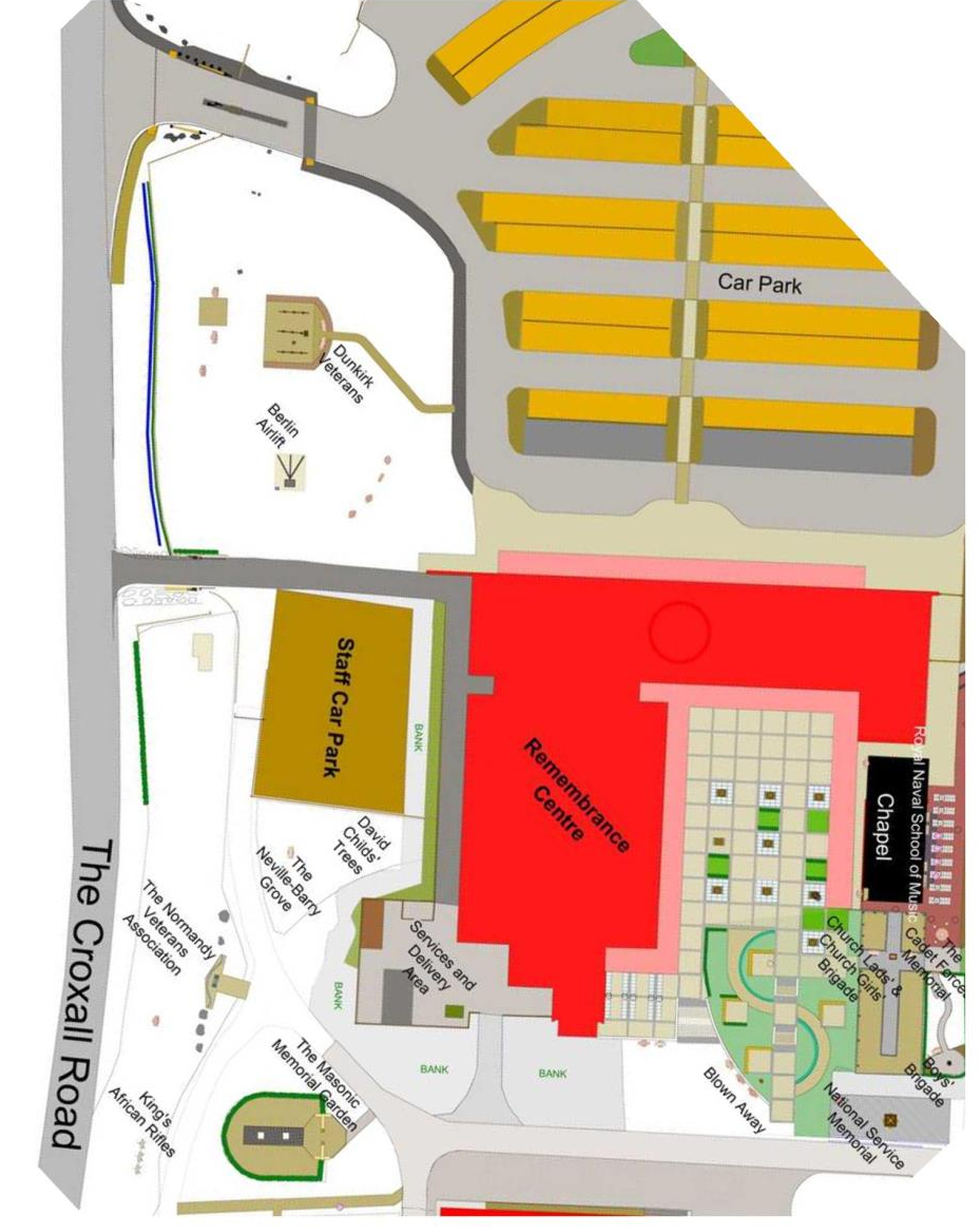 Car Park
Dunkirk
Veterans
Berlin
Airlift
Staff Car Park
BANK
Remembrance
Centre
Royal Naval School of Music
Chapel
David
Childs'
Trees
The
Neville-Barry
Grove
The Croxall Road
The Normandy
Veterans
Association
Services and
Delivery
Area
BANK
Church Lads' &
Church Girls'
Brigade
The
Cadet Forces
Memorial
The Masonic
Memorial Garden
BANK
BANK
Blown Away
Boys'
Brigade
King's
African Rifles
National Service
Memorial